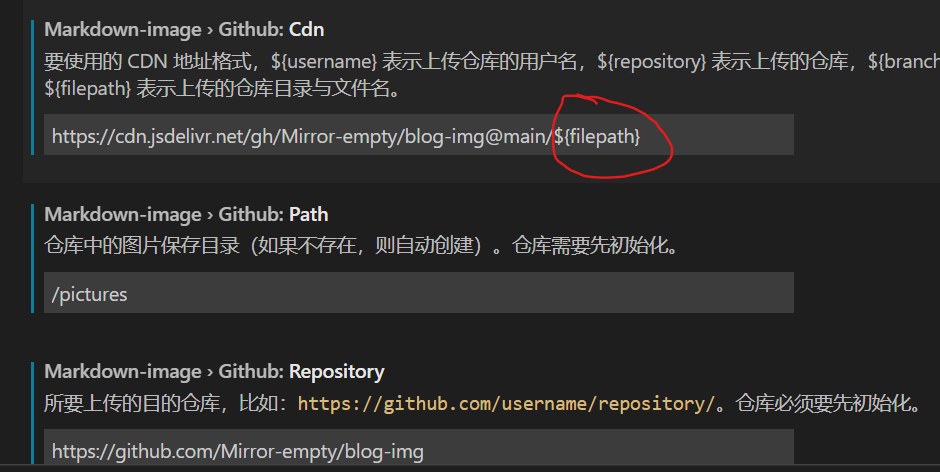 Markdown-image › Github: Cdn
要使用的 CDN 地址格式，${username} 表示上传仓库的用户名，${repository} 表示上传的仓库，${branch
${filepath} 表示上传的仓库目录与文件名。
https://cdn.jsdelivr.net/gh/Mirror-empty/blog-img@main/${filepath}
Markdown-image › Github: Path
仓库中的图片保存目录（如果不存在，则自动创建）。仓库需要先初始化。
/pictures
Markdown-image › Github: Repository
所要上传的目的仓库，比如：https://github.com/username/repository/。仓库必须要先初始化。
https://github.com/Mirror-empty/blog-img